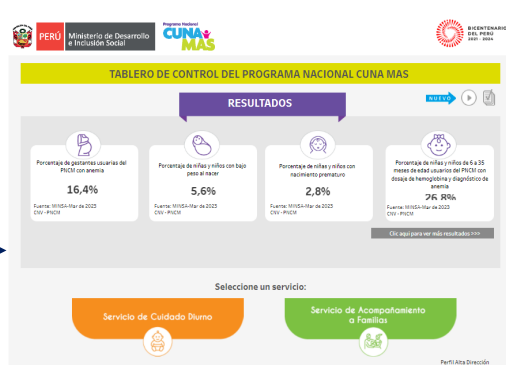 PERÚ
Ministerio de Desarrollo
e Inclusión Social
Programa Nacional
CUNA
MAS
BICENTENARIO
DEL PERÚ
2021 - 2024
TABLERO DE CONTROL DEL PROGRAMA NACIONAL CUNA MAS
RESULTADOS
NUEVO
Porcentaje de gestantes usuarias del
PNCM con anemia
16,4%
Fuente: MINSA-Mar de 2023
CNV - PNCM
Porcentaje de niñas y niños con bajo
peso al nacer
5,6%
Fuente: MINSA-Mar de 2023
CNV - PNCM
Porcentaje de niñas y niños con
nacimiento prematuro
2,8%
Fuente: MINSA-Mar de 2023
CNV - PNCM
Porcentaje de niñas y niños de 6 a 35
meses de edad usuarios del PNCM con
dosaje de hemoglobina y diagnóstico de
anemia
26,8%
Fuente: MINSA-Mar de 2023
CNV - PNCM
Clic aqui para ver más resultados >>>
Seleccione un servicio:
Servicio de Cuidado Diurno
Servicio de Acompañamiento
a Familias
Perfil Alta Dirección